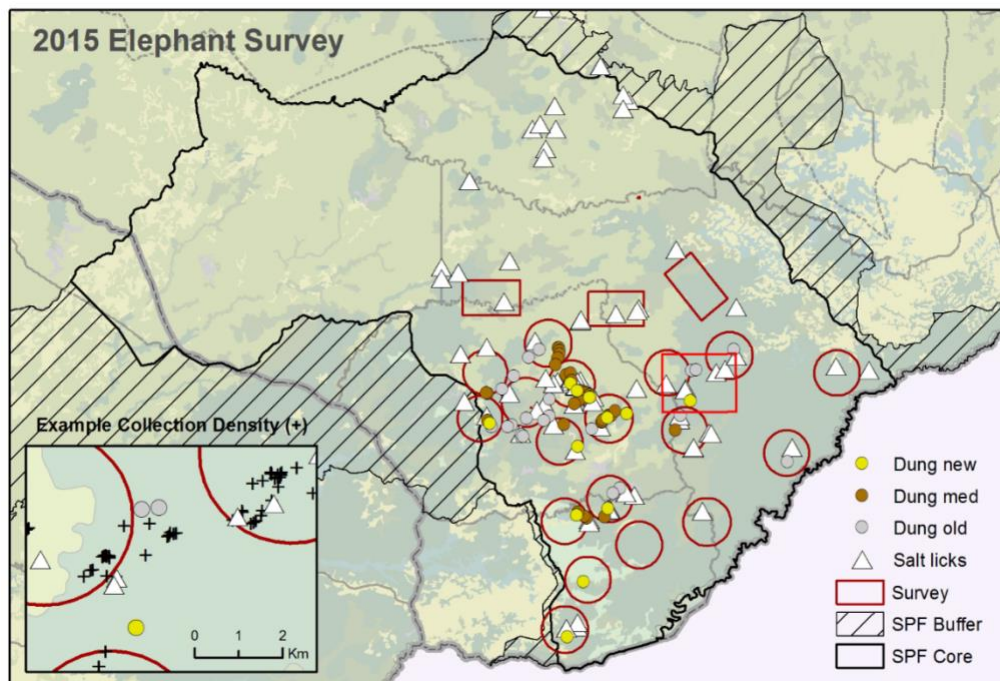 2015 Elephant Survey
Example Collection Density (+)
0 1 2
Km
Dung new
Dung med
Dung old
Salt licks
Survey
SPF Buffer
SPF Core